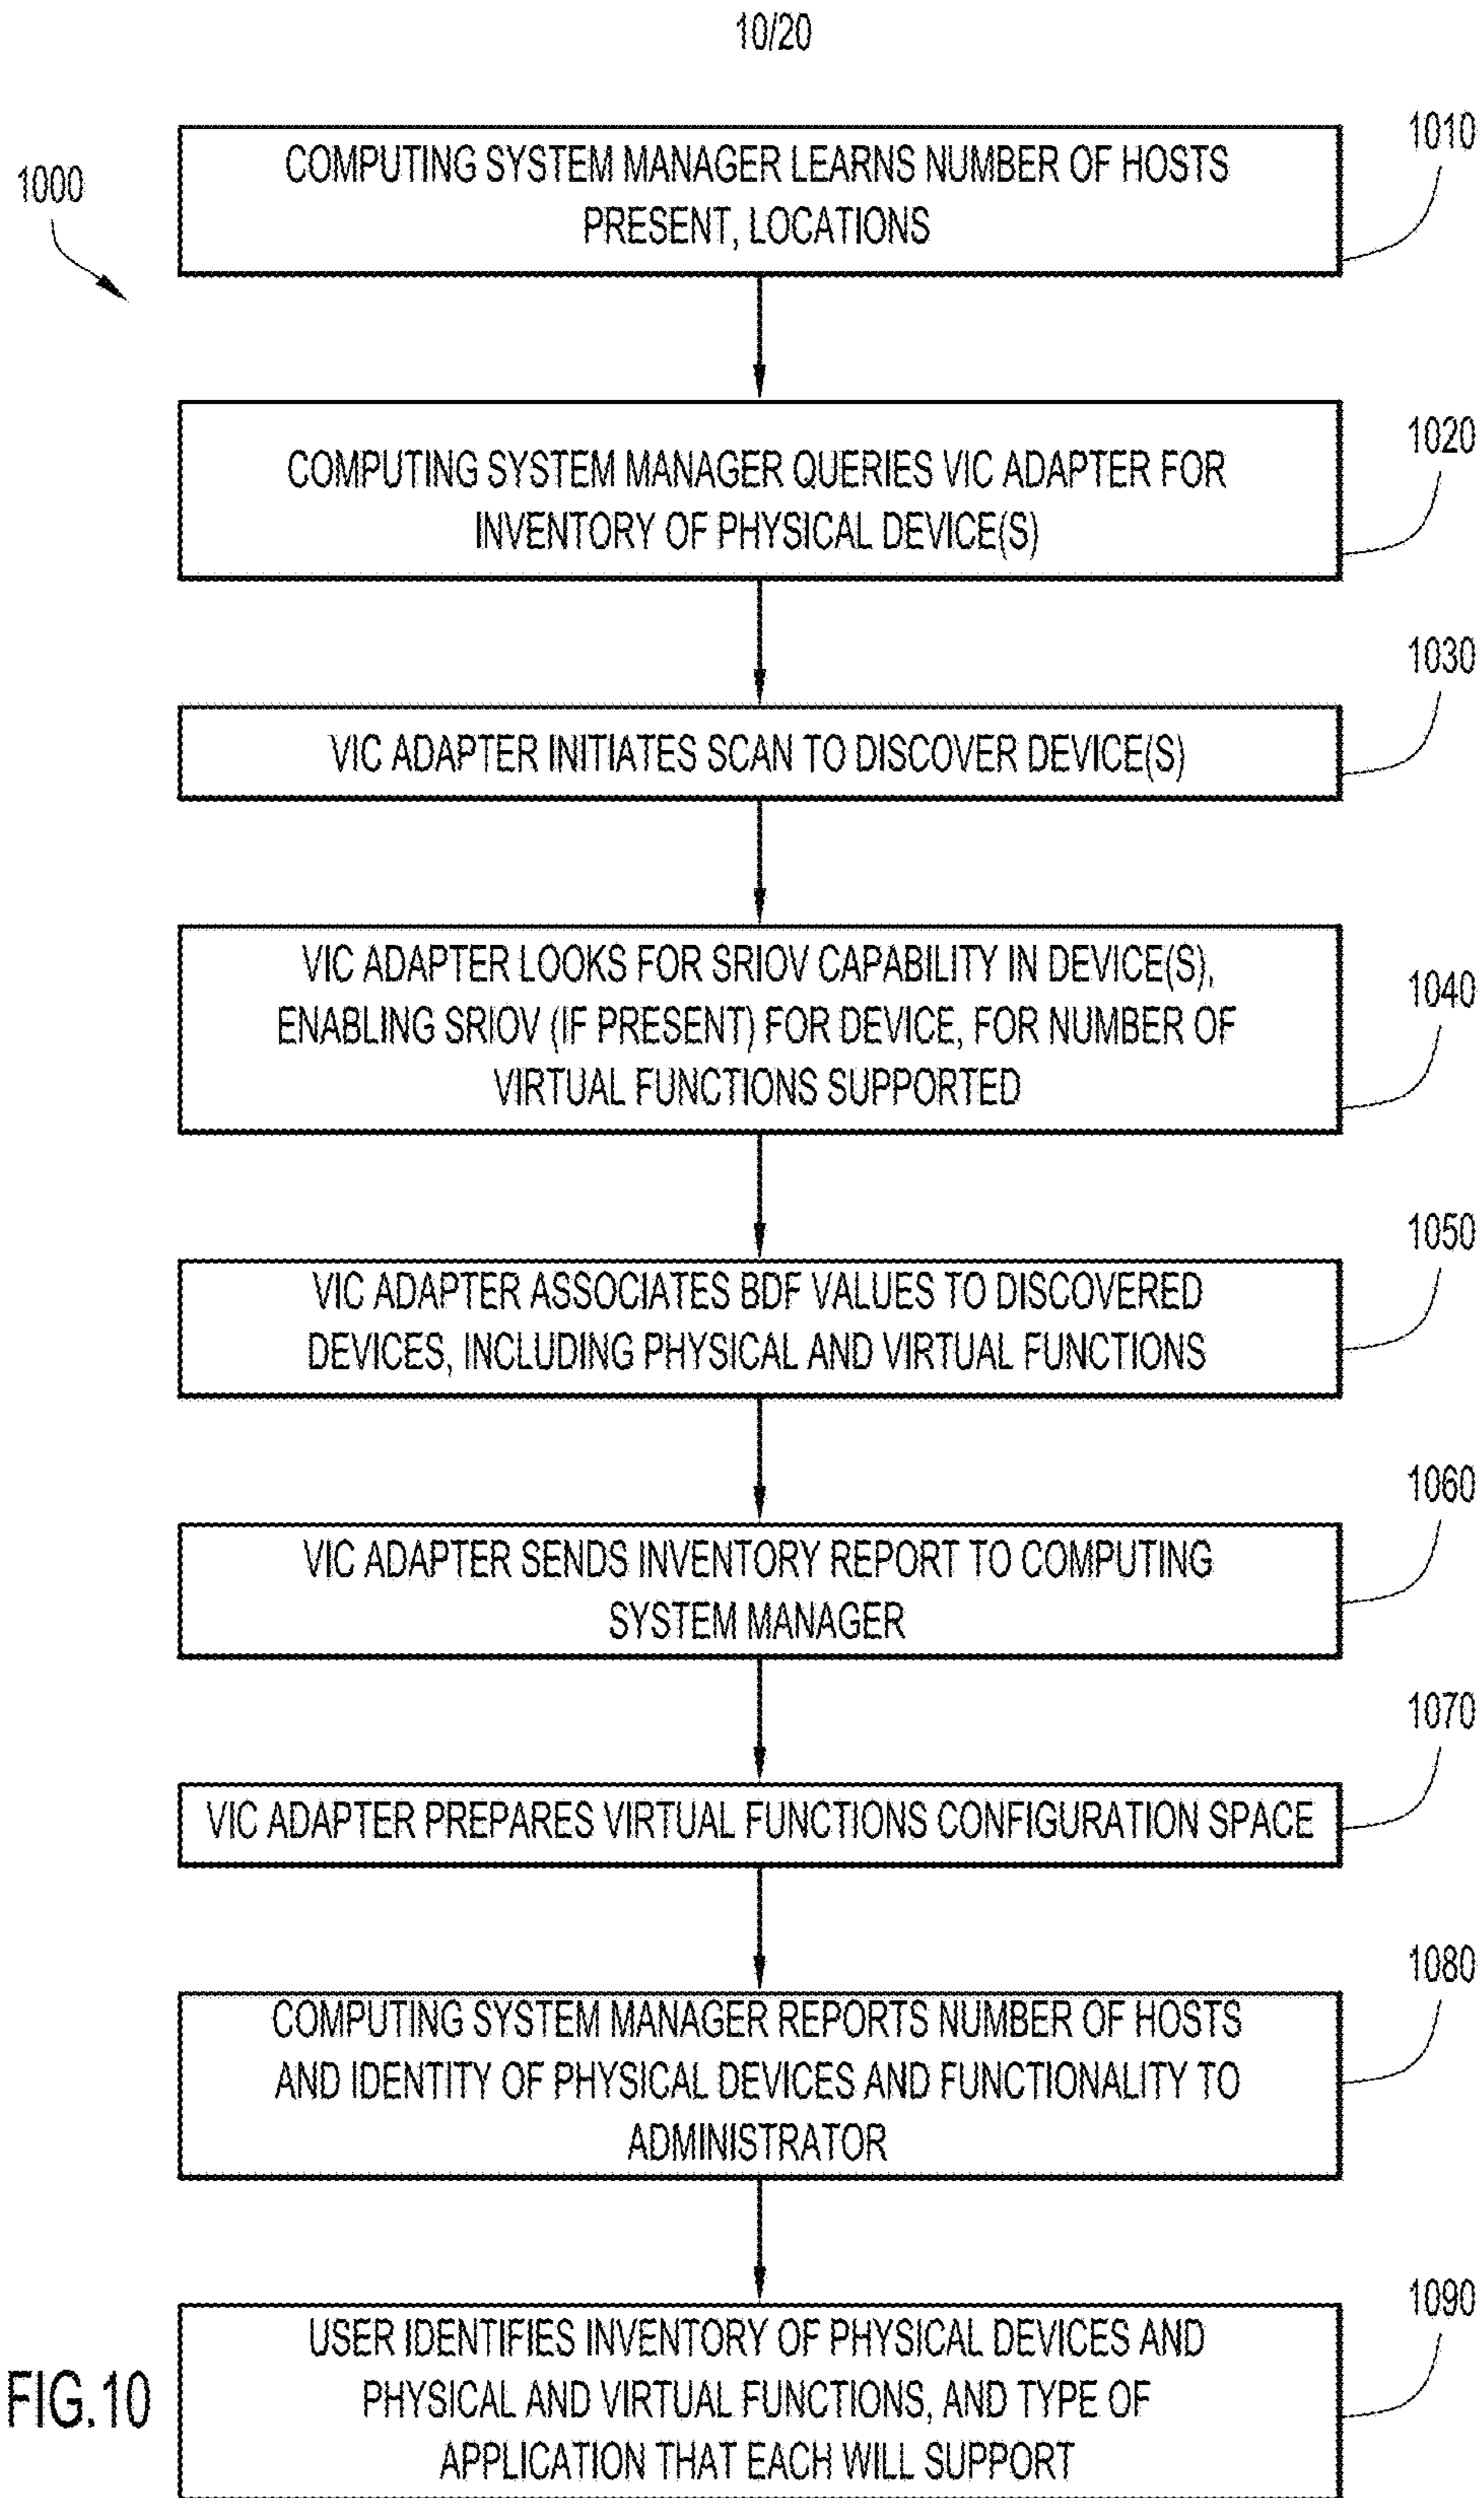 10/20
1000
COMPUTING SYSTEM MANAGER LEARNS NUMBER OF HOSTS
PRESENT, LOCATIONS
1010
COMPUTING SYSTEM MANAGER QUERIES VIC ADAPTER FOR
INVENTORY OF PHYSICAL DEVICE(S)
1020
VIC ADAPTER INITIATES SCAN TO DISCOVER DEVICE(S)
1030
VIC ADAPTER LOOKS FOR SRIOV CAPABILITY IN DEVICE(S),
ENABLING SRIOV (IF PRESENT) FOR DEVICE, FOR NUMBER OF
VIRTUAL FUNCTIONS SUPPORTED
1040
VIC ADAPTER ASSOCIATES BDF VALUES TO DISCOVERED
DEVICES, INCLUDING PHYSICAL AND VIRTUAL FUNCTIONS
1050
VIC ADAPTER SENDS INVENTORY REPORT TO COMPUTING
SYSTEM MANAGER
1060
VIC ADAPTER PREPARES VIRTUAL FUNCTIONS CONFIGURATION SPACE
1070
COMPUTING SYSTEM MANAGER REPORTS NUMBER OF HOSTS
AND IDENTITY OF PHYSICAL DEVICES AND FUNCTIONALITY TO
ADMINISTRATOR
1080
USER IDENTIFIES INVENTORY OF PHYSICAL DEVICES AND
PHYSICAL AND VIRTUAL FUNCTIONS, AND TYPE OF
APPLICATION THAT EACH WILL SUPPORT
1090
FIG.10